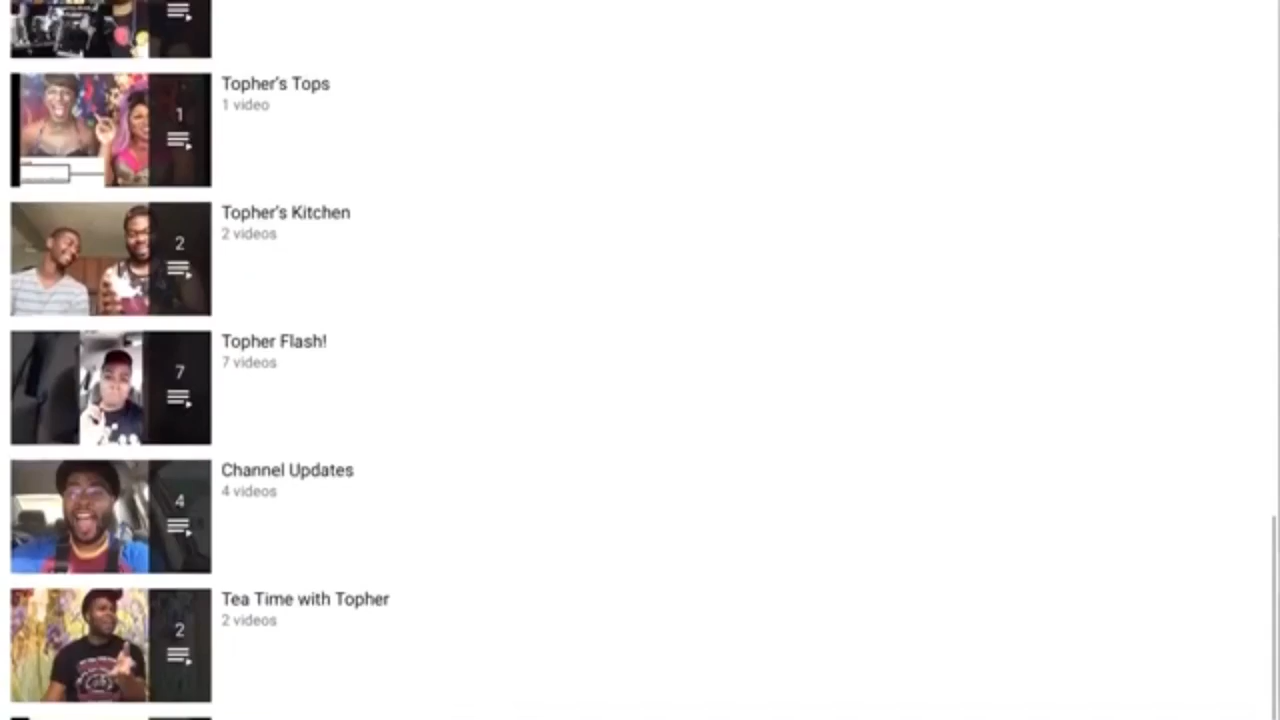 Topher's Tops
1 video
1
Topher's Kitchen
2 videos
2
Topher Flash!
7 videos
7
Channel Updates
4 videos
4
Tea Time with Topher
2 videos
2